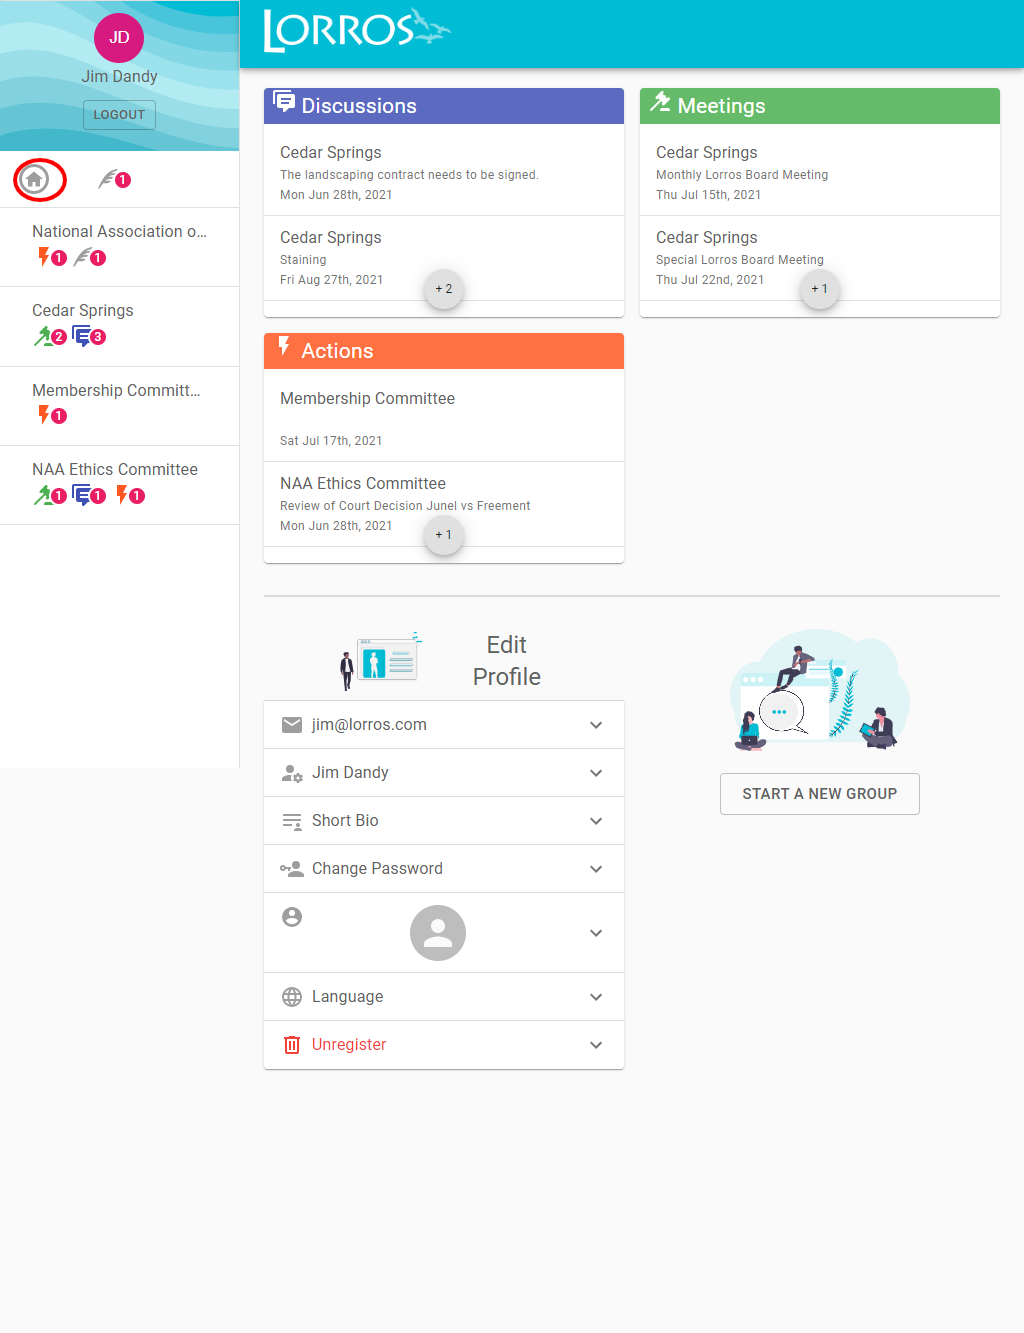 JD
Jim Dandy
LOGOUT
1
National Association o...
1 1
Cedar Springs
2 3
Membership Committ...
1
NAA Ethics Committee
1 1 1
LORROS
Discussions
Cedar Springs
The landscaping contract needs to be signed.
Mon Jun 28th, 2021
Cedar Springs
Staining
Fri Aug 27th, 2021
+ 2
Meetings
Cedar Springs
Monthly Lorros Board Meeting
Thu Jul 15th, 2021
Cedar Springs
Special Lorros Board Meeting
Thu Jul 22nd, 2021
+ 1
Actions
Membership Committee
Sat Jul 17th, 2021
NAA Ethics Committee
Review of Court Decision Junel vs Freement
Mon Jun 28th, 2021
+ 1
Edit
Profile
jim@lorros.com
Jim Dandy
Short Bio
Change Password
Language
Unregister
START A NEW GROUP